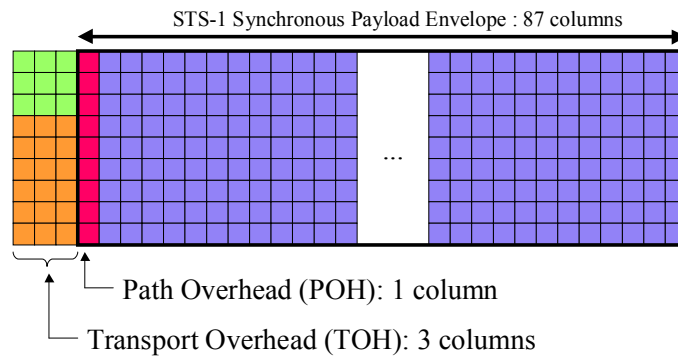 STS-1 Synchronous Payload Envelope : 87 columns
...
Path Overhead (POH): 1 column
Transport Overhead (TOH): 3 columns